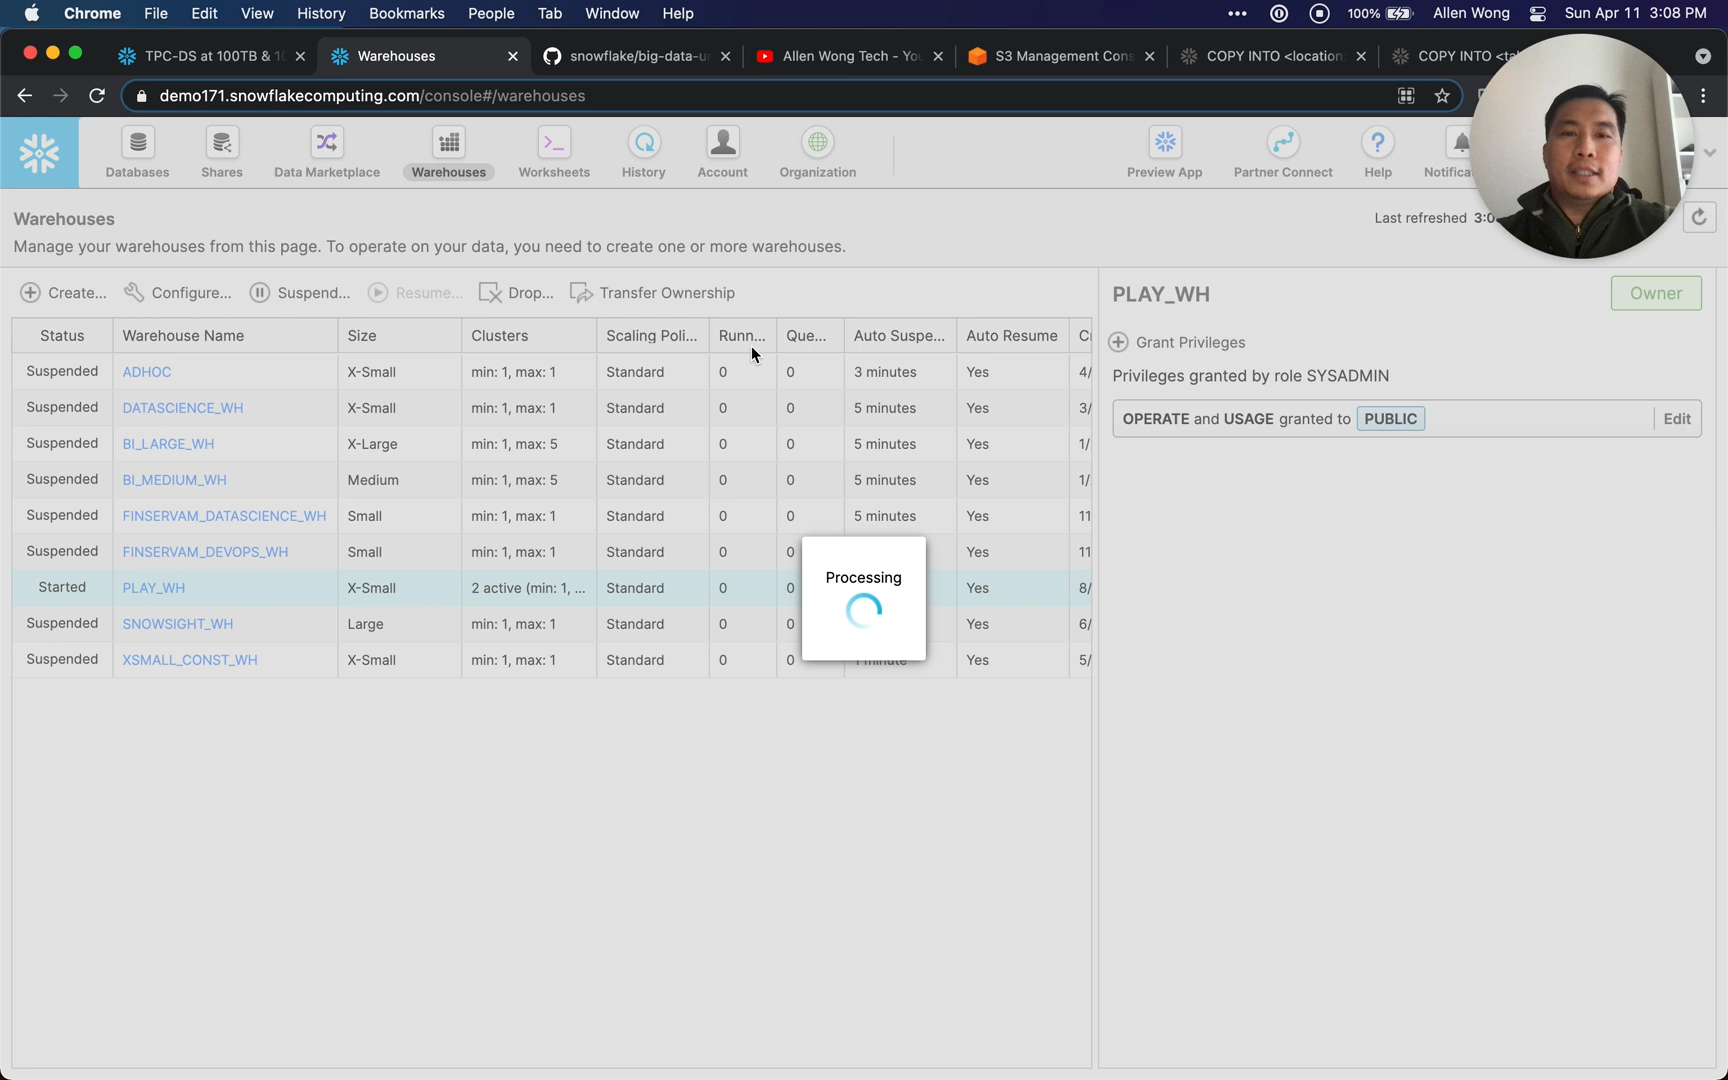 Chrome File Edit View History Bookmarks People Tab Window Help 100% Allen Wong Sun Apr 11 3:08 PM
TPC-DS at 100TB & 1 Warehouses snowflake/big-data-u Allen Wong Tech - You S3 Management Cons COPY INTO <location COPY INTO <ta
demo171.snowflakecomputing.com/console#/warehouses
Databases Shares Data Marketplace Warehouses Worksheets History Account Organization Preview App Partner Connect Help Notifica
Warehouses
Last refreshed 3:0
Manage your warehouses from this page. To operate on your data, you need to create one or more warehouses.
Create... Configure... Suspend... Resume... Drop... Transfer Ownership
Status Warehouse Name Size Clusters Scaling Poli... Runn... Que... Auto Suspe... Auto Resume
Suspended ADHOC X-Small min: 1, max: 1 Standard 0 0 3 minutes Yes 4/
Suspended DATASCIENCE_WH X-Small min: 1, max: 1 Standard 0 0 5 minutes Yes 3/
Suspended BI_LARGE_WH X-Large min: 1, max: 5 Standard 0 0 5 minutes Yes 1/
Suspended BI_MEDIUM_WH Medium min: 1, max: 5 Standard 0 0 5 minutes Yes 1/
Suspended FINSERVAM_DATASCIENCE_WH Small min: 1, max: 1 Standard 0 0 5 minutes Yes 11
Suspended FINSERVAM_DEVOPS_WH Small min: 1, max: 1 Standard 0 0 Yes 11
Started PLAY_WH X-Small 2 active (min: 1, ... Standard 0 0 Yes 8/
Suspended SNOWSIGHT_WH Large min: 1, max: 1 Standard 0 0 Yes 6/
Suspended XSMALL_CONST_WH X-Small min: 1, max: 1 Standard 0 0 1 minute Yes 5/
Processing
PLAY_WH Owner
Grant Privileges
Privileges granted by role SYSADMIN
OPERATE and USAGE granted to PUBLIC Edit